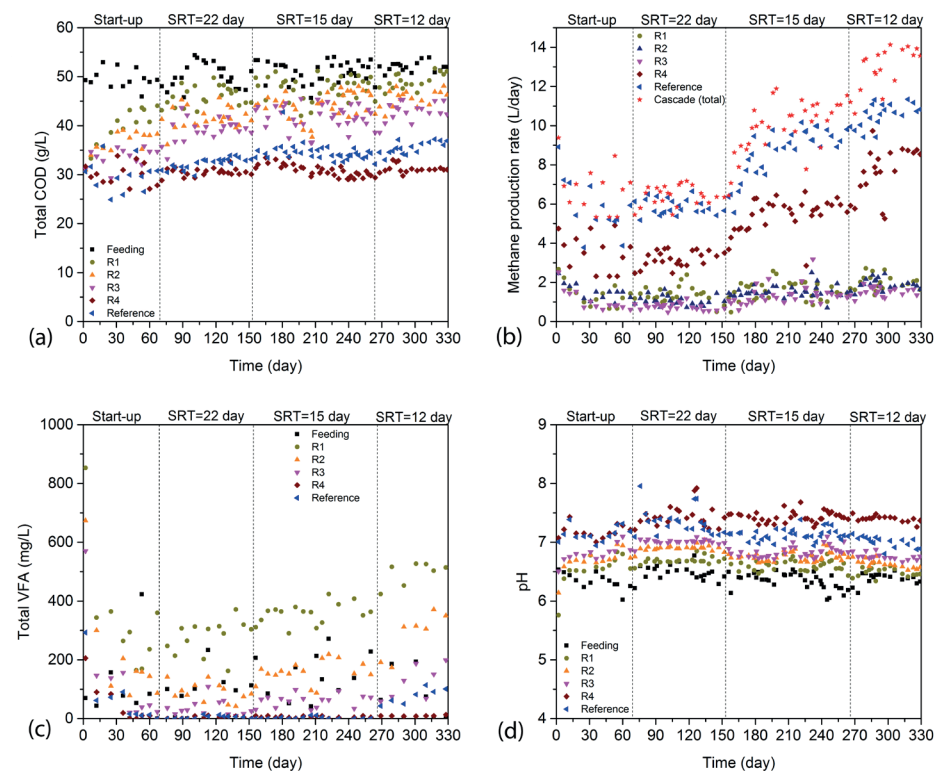 Start-up SRT=22 day SRT=15 day SRT=12 day
60
50
40
30
20
10
0
Total COD (g/L)
Feeding
R1
R2
R3
R4
Reference
0 30 60 90 120 150 180 210 240 270 300 330
(a)
Time (day)
Start-up SRT=22 day SRT=15 day SRT=12 day
14
12
10
8
6
4
2
0
Methane production rate (L/day)
R1
R2
R3
R4
Reference
Cascade (total)
0 30 60 90 120 150 180 210 240 270 300 330
(b)
Time (day)
Start-up SRT=22 day SRT=15 day SRT=12 day
1000
800
600
400
200
0
Total VFA (mg/L)
Feeding
R1
R2
R3
R4
Reference
0 30 60 90 120 150 180 210 240 270 300 330
(c)
Time (day)
Start-up SRT=22 day SRT=15 day SRT=12 day
9
8
7
6
5
4
pH
Feeding
R1
R2
R3
R4
Reference
0 30 60 90 120 150 180 210 240 270 300 330
(d)
Time (day)